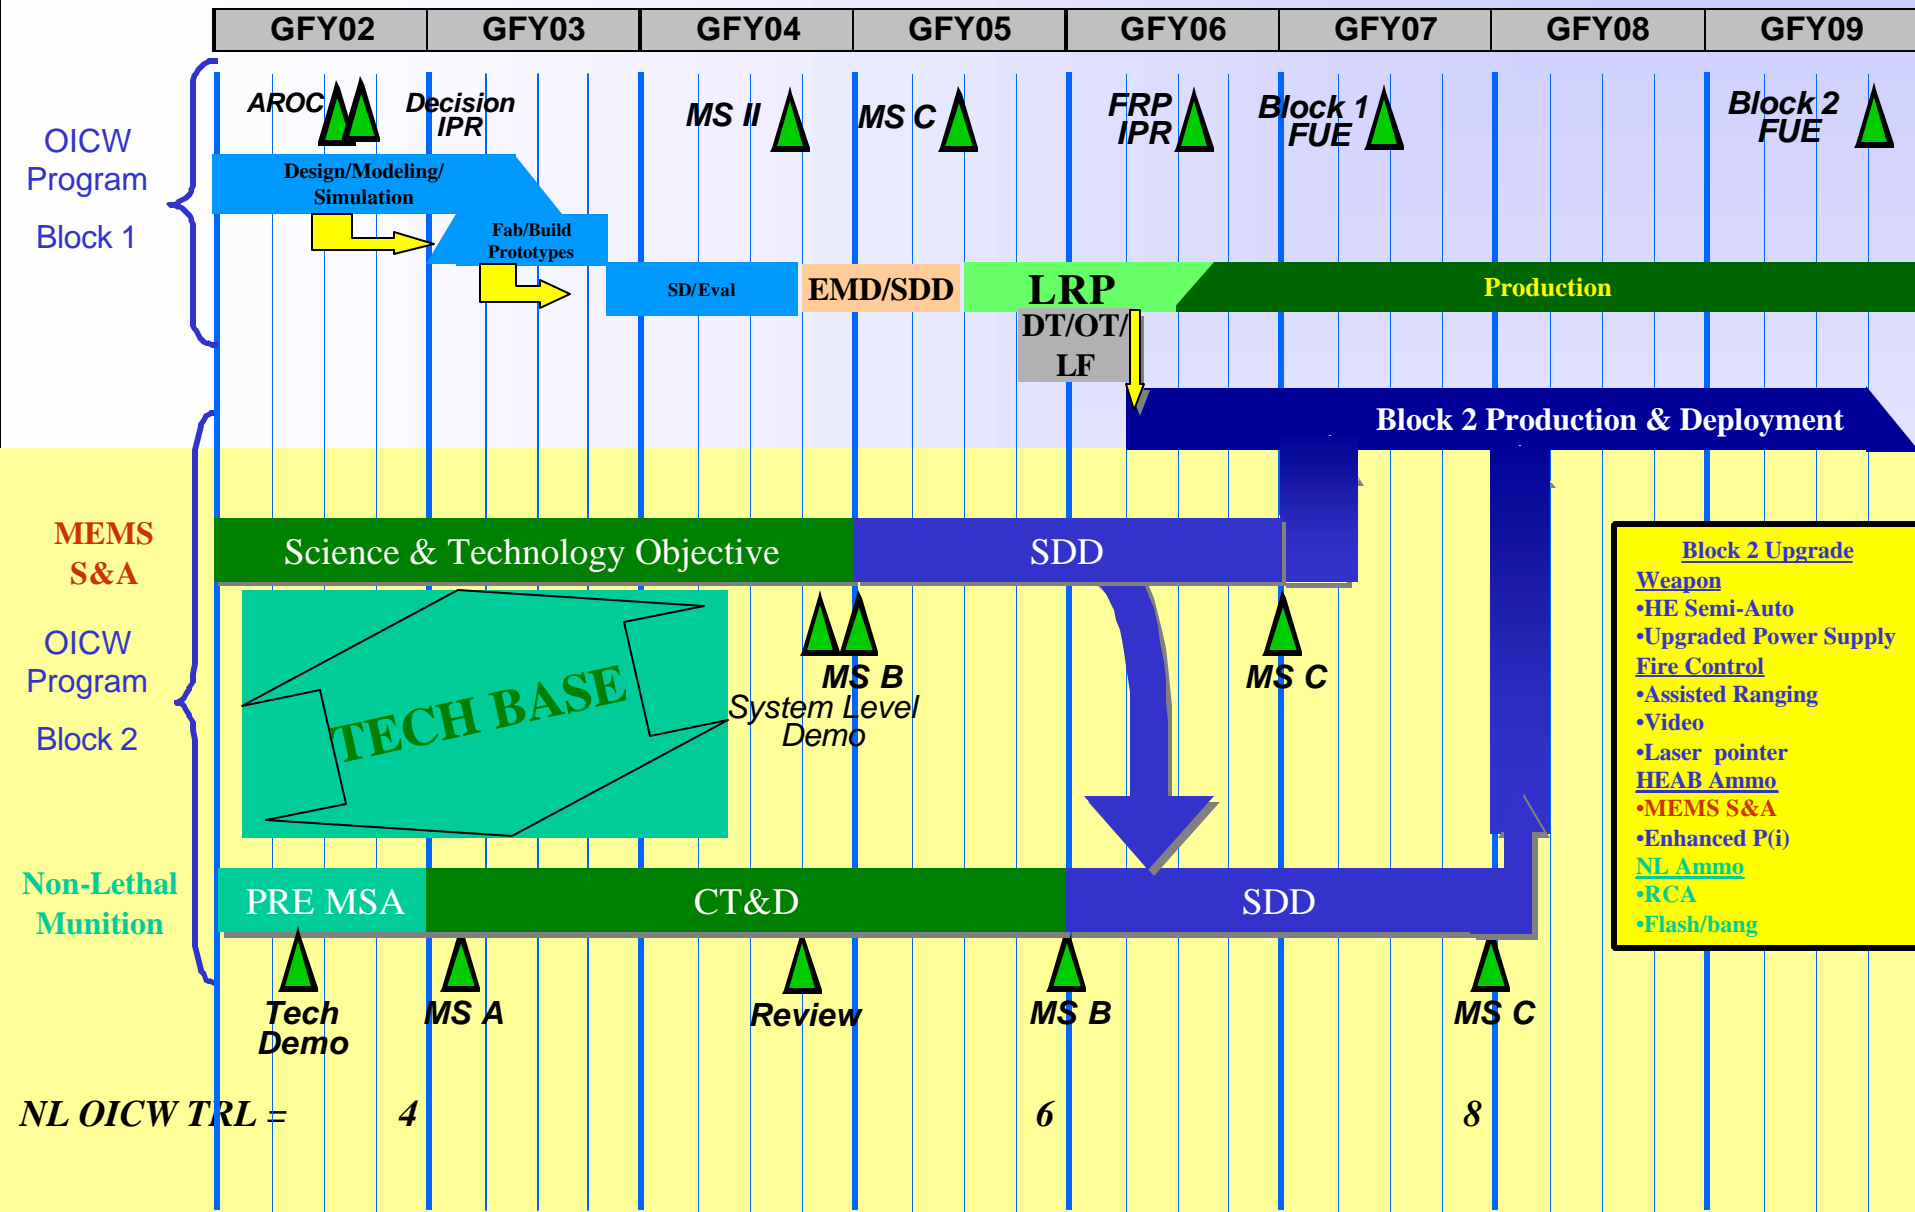 GFY02 GFY03 GFY04 GFY05 GFY06 GFY07 GFY08 GFY09
OICW
Program
Block 1
AROC
Decision
IPR
MS II
MS C
FRP
IPR
Block 1
FUE
Block 2
FUE
Design/Modeling/
Simulation
Fab/Build
Prototypes
SD/Eval
EMD/SDD
LRP
Production
DT/OT/
LF
Block 2 Production & Deployment
MEMS
S&A
Science & Technology Objective
SDD
OICW
Program
Block 2
TECH BASE
MS B
System Level
Demo
MS C
Block 2 Upgrade
Weapon
•HE Semi-Auto
•Upgraded Power Supply
Fire Control
•Assisted Ranging
•Video
•Laser pointer
HEAB Ammo
•MEMS S&A
•Enhanced P(i)
NL Ammo
•RCA
•Flash/bang
Non-Lethal
Munition
PRE MSA
CT&D
SDD
Tech
Demo
MS A
Review
MS B
MS C
NL OICW TRL = 4 6 8